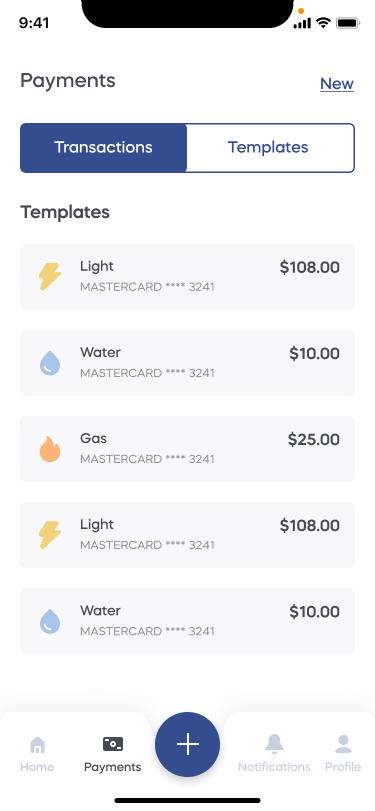 9:41
Payments
New
Transactions
Templates
Templates
Light
$108.00
MASTERCARD **** 3241
Water
$10.00
MASTERCARD **** 3241
Gas
$25.00
MASTERCARD **** 3241
Light
$108.00
MASTERCARD **** 3241
Water
$10.00
MASTERCARD **** 3241
Home
Payments
Notifications
Profile